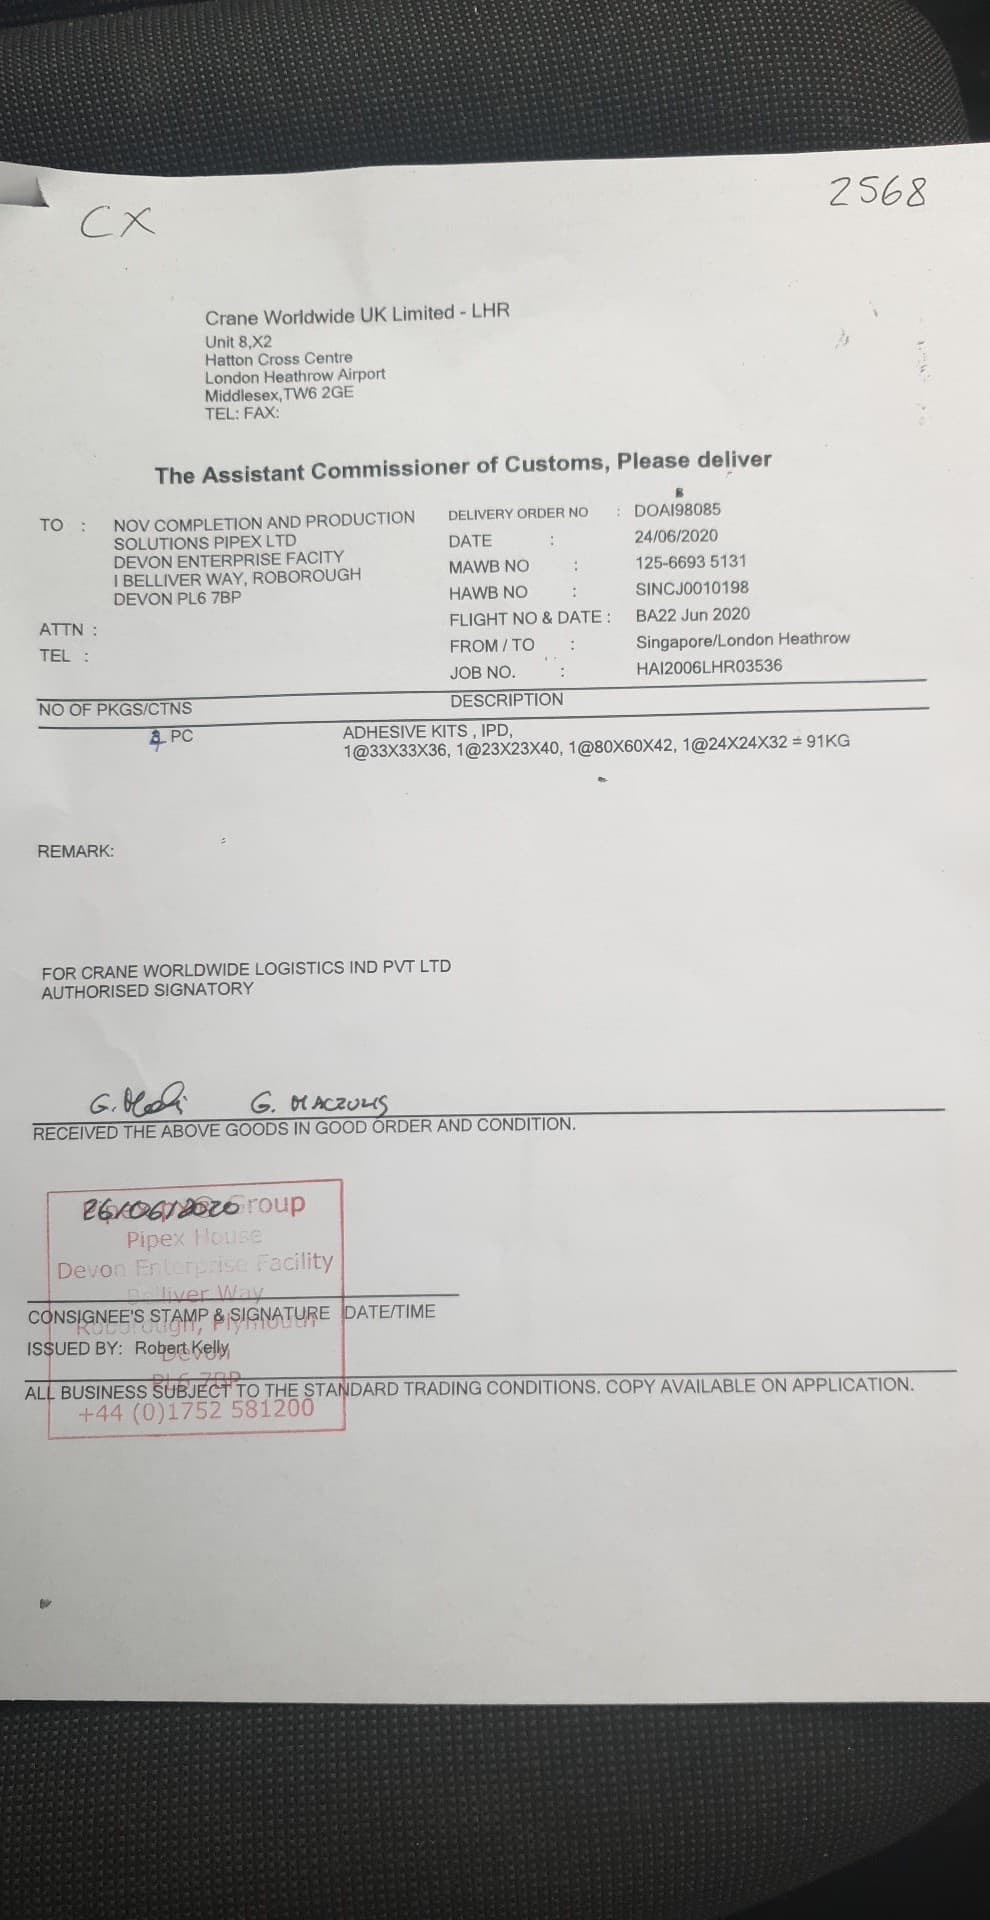 CX
2568
Crane Worldwide UK Limited - LHR
Unit 8,X2
Hatton Cross Centre
London Heathrow Airport
Middlesex,TW6 2GE
TEL: FAX:
The Assistant Commissioner of Customs, Please deliver
TO : NOV COMPLETION AND PRODUCTION
SOLUTIONS PIPEX LTD
DEVON ENTERPRISE FACITY
I BELLIVER WAY, ROBOROUGH
DEVON PL6 7BP
ATTN :
TEL :
DELIVERY ORDER NO : DOAI98085
DATE : 24/06/2020
MAWB NO : 125-6693 5131
HAWB NO : SINCJ0010198
FLIGHT NO & DATE : BA22 Jun 2020
FROM / TO : Singapore/London Heathrow
JOB NO. : HAI2006LHR03536
NO OF PKGS/CTNS DESCRIPTION
PC ADHESIVE KITS , IPD,
1@33X33X36, 1@23X23X40, 1@80X60X42, 1@24X24X32 = 91KG
REMARK:
FOR CRANE WORLDWIDE LOGISTICS IND PVT LTD
AUTHORISED SIGNATORY
G. G. MACZULIS
RECEIVED THE ABOVE GOODS IN GOOD ORDER AND CONDITION.
26/06/2020
Group
Pipex House
Devon Enterprise Facility
Belliver Way
Roborough, Plymouth
Devon
PL6 7BP
+44 (0)1752 581200
CONSIGNEE'S STAMP & SIGNATURE DATE/TIME
ISSUED BY: Robert Kelly
ALL BUSINESS SUBJECT TO THE STANDARD TRADING CONDITIONS. COPY AVAILABLE ON APPLICATION.